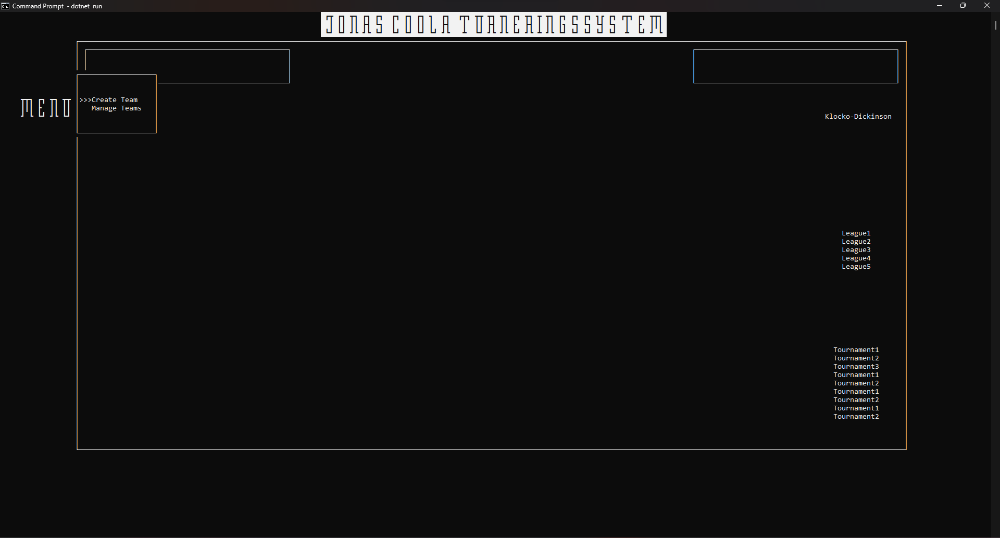 Command Prompt - dotnet run
JONAS COOLA TURNERINGSSYSTEM
MENU
>>>Create Team
Manage Teams
Klocko-Dickinson
League1
League2
League3
League4
League5
Tournament1
Tournament2
Tournament3
Tournament1
Tournament2
Tournament1
Tournament2
Tournament1
Tournament2